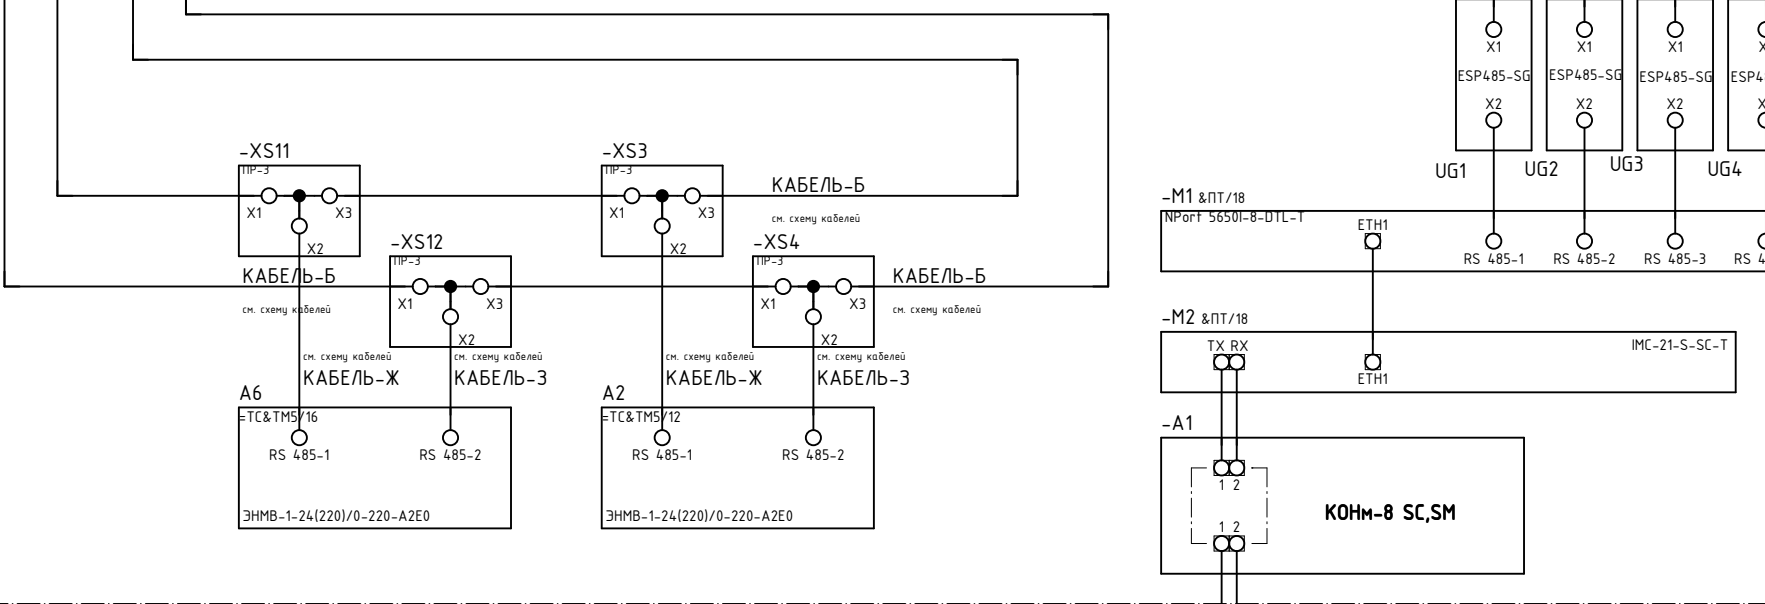 X1
X1
X1
ESP485-SG
ESP485-SG
ESP485-SG
X2
X2
X2
UG1
UG2
UG3
UG4
-XS11
ПР-3
X1
X3
X2
-XS3
ПР-3
X1
X3
X2
КАБЕЛЬ-Б
см. схему кабелей
-XS12
ПР-3
X1
X3
X2
КАБЕЛЬ-Б
см. схему кабелей
-XS4
ПР-3
X1
X3
X2
КАБЕЛЬ-Б
см. схему кабелей
см. схему кабелей
КАБЕЛЬ-Ж
см. схему кабелей
КАБЕЛЬ-З
см. схему кабелей
КАБЕЛЬ-Ж
см. схему кабелей
КАБЕЛЬ-З
A6
=TC&TM5/16
RS 485-1
RS 485-2
ЭНМВ-1-24(220)/0-220-А2Е0
A2
=TC&TM5/12
RS 485-1
RS 485-2
ЭНМВ-1-24(220)/0-220-А2Е0
-M1 &ПТ/18
NPort 5650I-8-DTL-T
ETH1
RS 485-1
RS 485-2
RS 485-3
RS 4
-M2 &ПТ/18
TX RX
IMC-21-S-SC-T
ETH1
-A1
1 2
КОНм-8 SC,SM
1 2